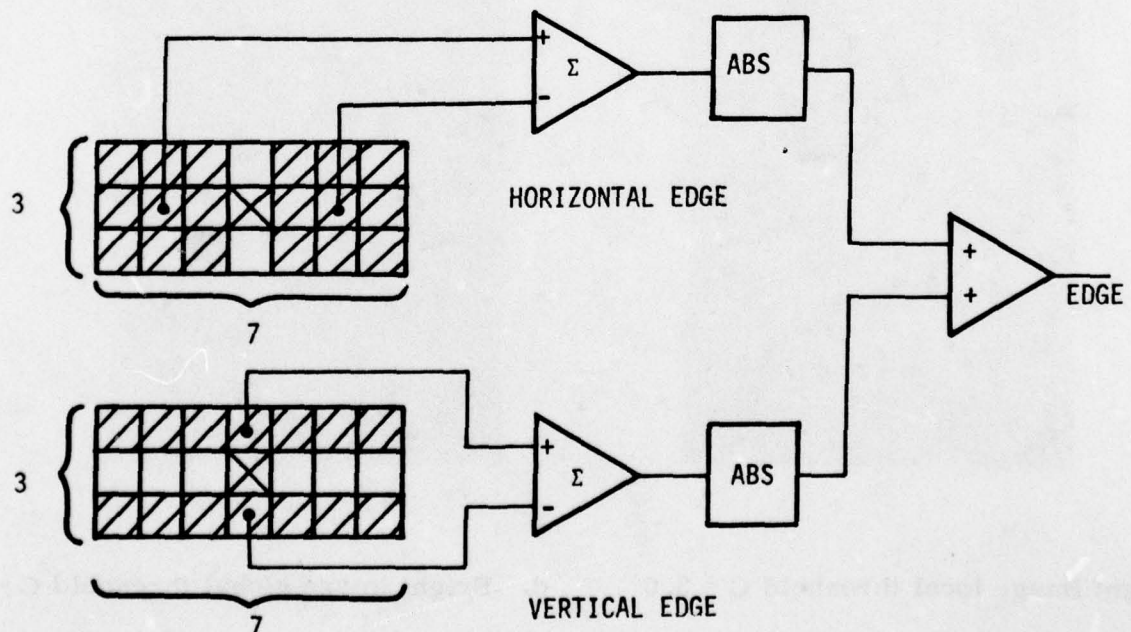 +
Σ
-
ABS
3
HORIZONTAL EDGE
7
+
+
EDGE
3
+
Σ
-
ABS
7
VERTICAL EDGE